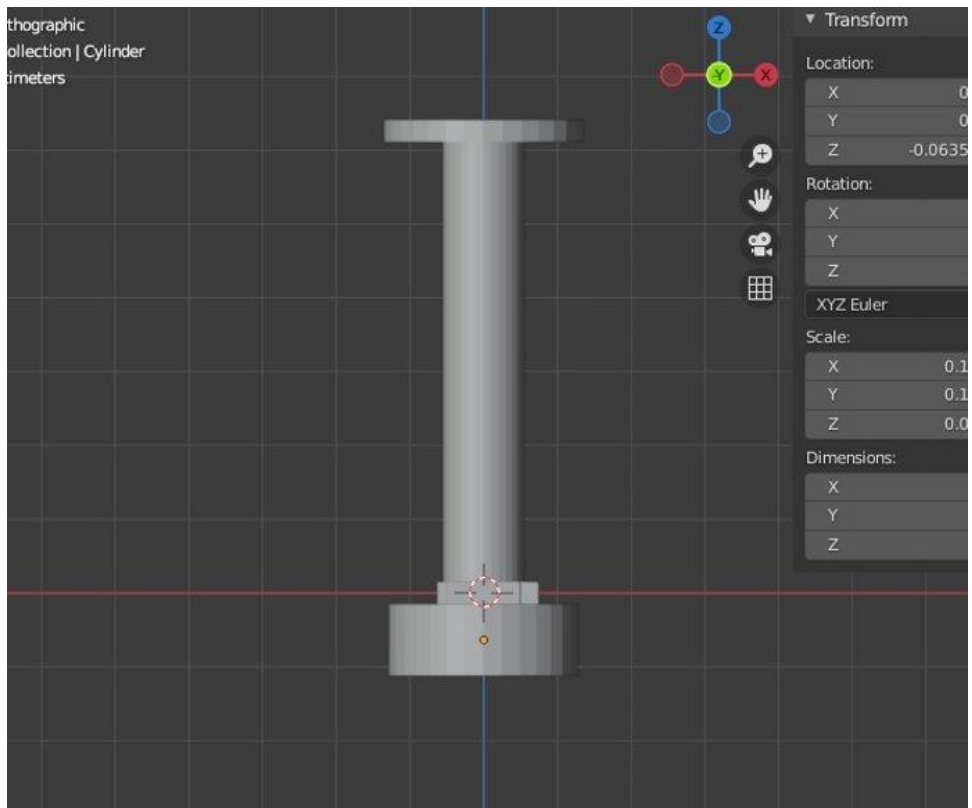 thographic
ollection | Cylinder
timeters
Z
-Y
X
Transform
Location:
X 0
Y 0
Z -0.0635
Rotation:
X
Y
Z
XYZ Euler
Scale:
X 0.1
Y 0.1
Z 0.0
Dimensions:
X
Y
Z